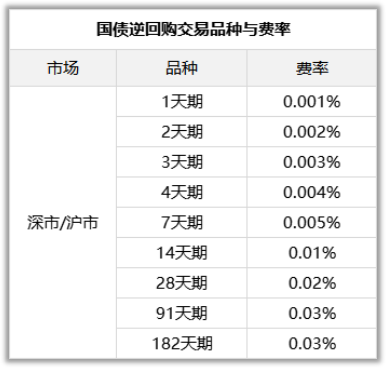 国债逆回购交易品种与费率
市场 品种 费率
1天期 0.001%
2天期 0.002%
3天期 0.003%
4天期 0.004%
深市/沪市 7天期 0.005%
14天期 0.01%
28天期 0.02%
91天期 0.03%
182天期 0.03%